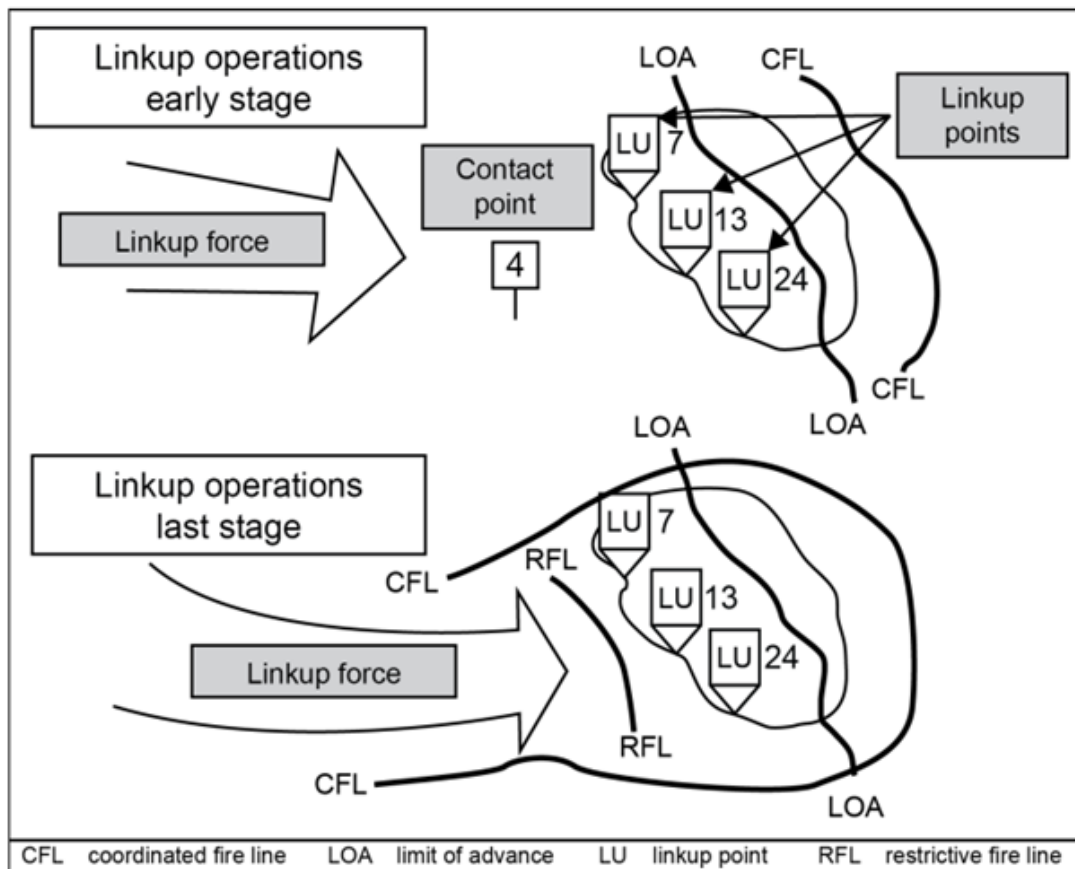 Linkup operations
early stage
LOA
CFL
Linkup
points
LU 7
Contact
point
LU 13
Linkup force
4
LU 24
CFL
LOA
LOA
Linkup operations
last stage
LU 7
RFL
CFL
LU 13
LU 24
Linkup force
RFL
CFL
LOA
CFL coordinated fire line LOA limit of advance LU linkup point RFL restrictive fire line